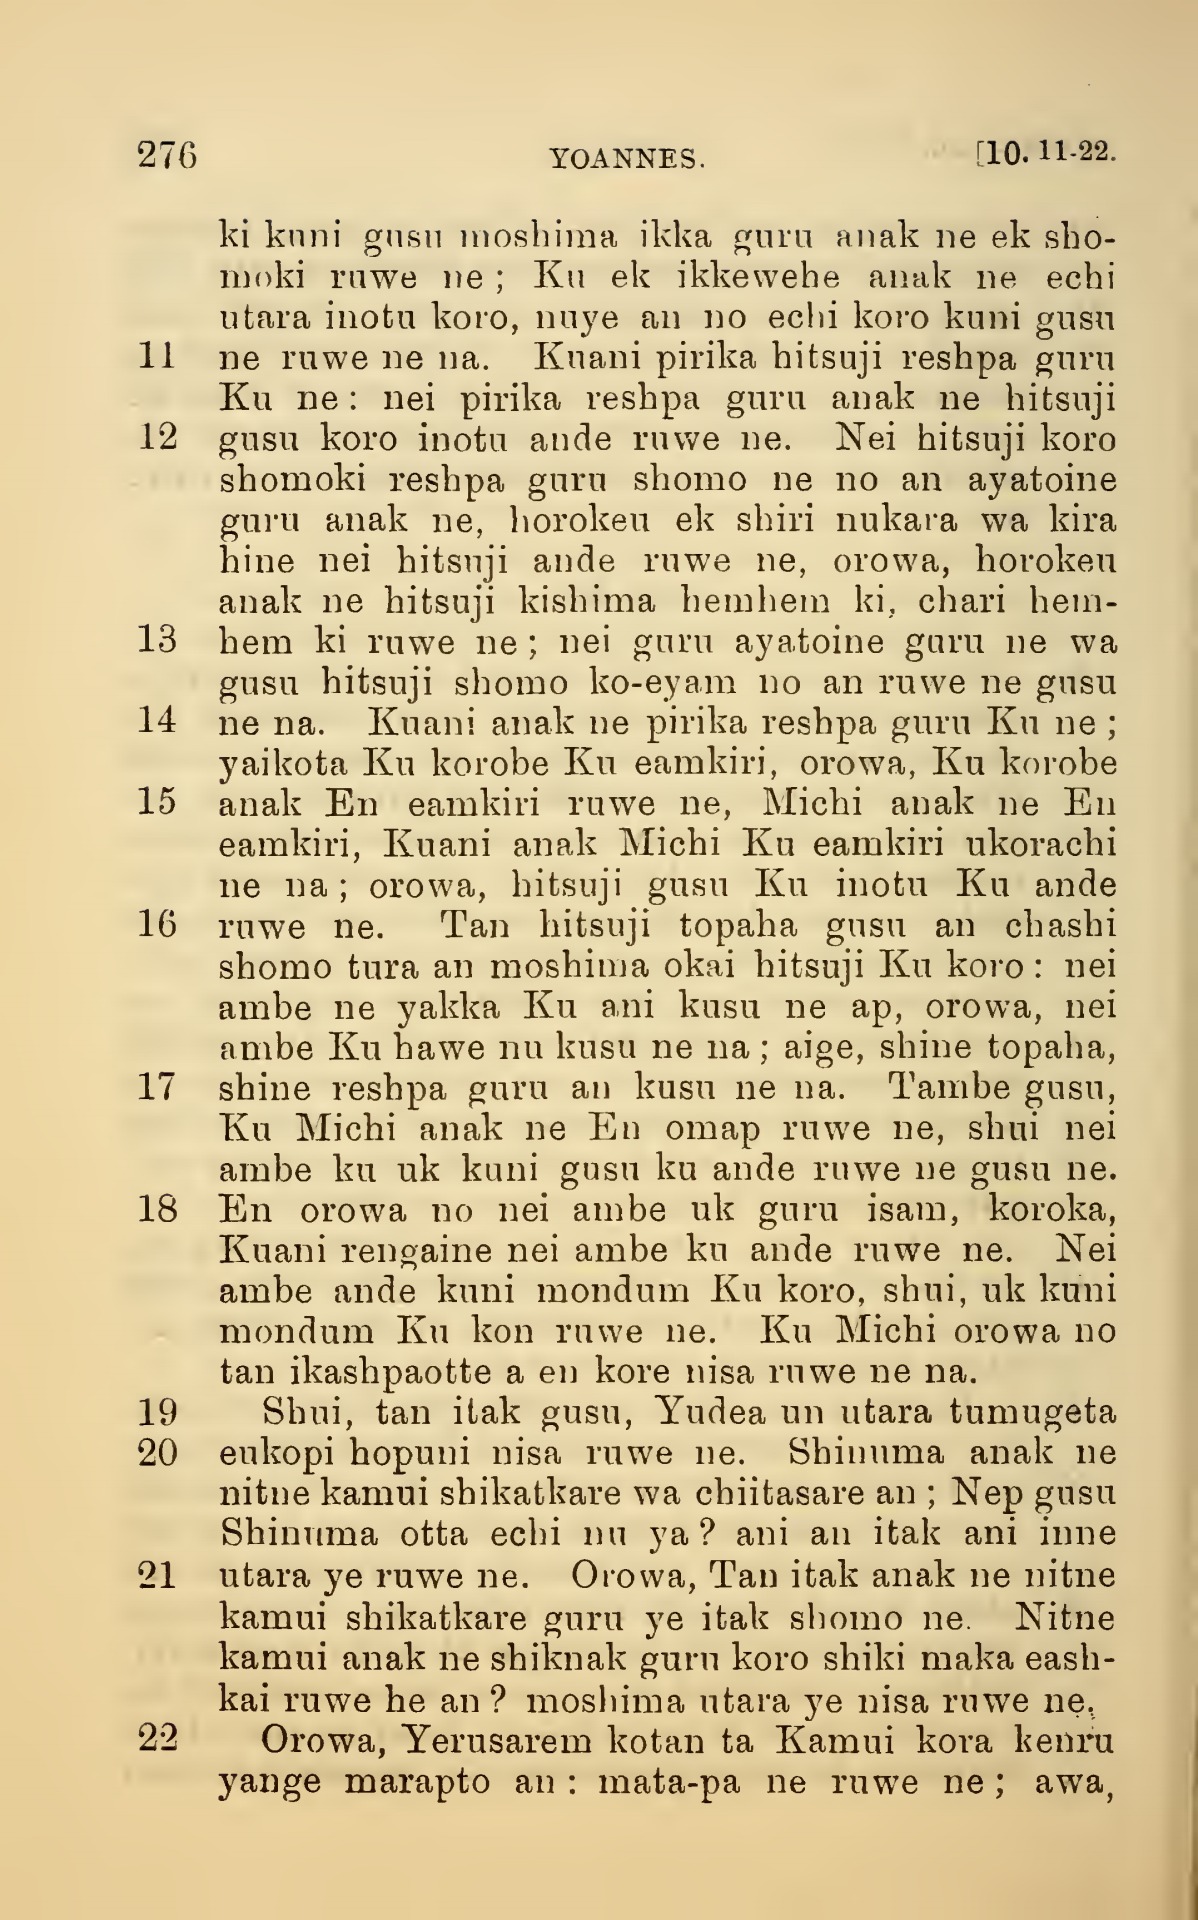 276 YOANNES. [10. 11-22.
ki kuni gusu moshima ikka guru anak ne ek sho-
moki ruwe ne ; Ku ek ikkewehe anak ne echi
utara inotu koro, nuye an no echi koro kuni gusu
11 ne ruwe ne na. Kuani pirika hitsuji reshpa guru
Ku ne : nei pirika reshpa guru anak ne hitsuji
12 gusu koro inotu ande ruwe ne. Nei hitsuji koro
shomoki reshpa guru shomo ne no an ayatoine
guru anak ne, horokeu ek shiri nukara wa kira
hine nei hitsuji ande ruwe ne, orowa, horokeu
anak ne hitsuji kishima hemhem ki, chari hem-
13 hem ki ruwe ne ; nei guru ayatoine guru ne wa
gusu hitsuji shomo ko-eyam no an ruwe ne gusu
14 ne na. Kuani anak ne pirika reshpa guru Ku ne ;
yaikota Ku korobe Ku eamkiri, orowa, Ku korobe
15 anak En eamkiri ruwe ne, Michi anak ne En
eamkiri, Kuani anak Michi Ku eamkiri ukorachi
ne na ; orowa, hitsuji gusu Ku inotu Ku ande
16 ruwe ne. Tan hitsuji topaha gusu an chashi
shomo tura an moshima okai hitsuji Ku koro : nei
ambe ne yakka Ku ani kusu ne ap, orowa, nei
ambe Ku hawe nu kusu ne na ; aige, shine topaha,
17 shine reshpa guru an kusu ne na. Tambe gusu,
Ku Michi anak ne En omap ruwe ne, shui nei
ambe ku uk kuni gusu ku ande ruwe ne gusu ne.
18 En orowa no nei ambe uk guru isam, koroka,
Kuani rengaine nei ambe ku ande ruwe ne. Nei
ambe ande kuni mondum Ku koro, shui, uk kuni
mondum Ku kon ruwe ne. Ku Michi orowa no
tan ikashpaotte a en kore nisa ruwe ne na.
19 Shui, tan itak gusu, Yudea un utara tumugeta
20 eukopi hopuni nisa ruwe ne. Shinuma anak ne
nitne kamui shikatkare wa chiitasare an ; Nep gusu
Shinuma otta echi nu ya ? ani an itak ani inne
21 utara ye ruwe ne. Orowa, Tan itak anak ne nitne
kamui shikatkare guru ye itak shomo ne. Nitne
kamui anak ne shiknak guru koro shiki maka eash-
kai ruwe he an ? moshima utara ye nisa ruwe ne.
22 Orowa, Yerusarem kotan ta Kamui kora kenru
yange marapto an : mata-pa ne ruwe ne ; awa,